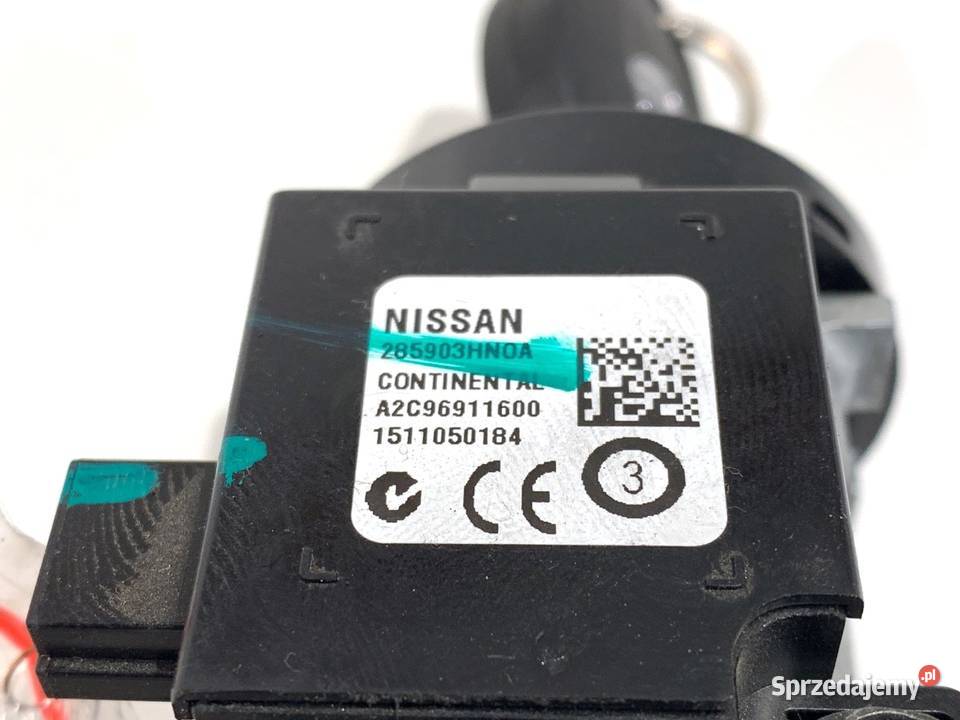 NISSAN
285903HN0A
CONTINENTAL
A2C96911600
1511050184
CE
3
Sprzedajemy.pl